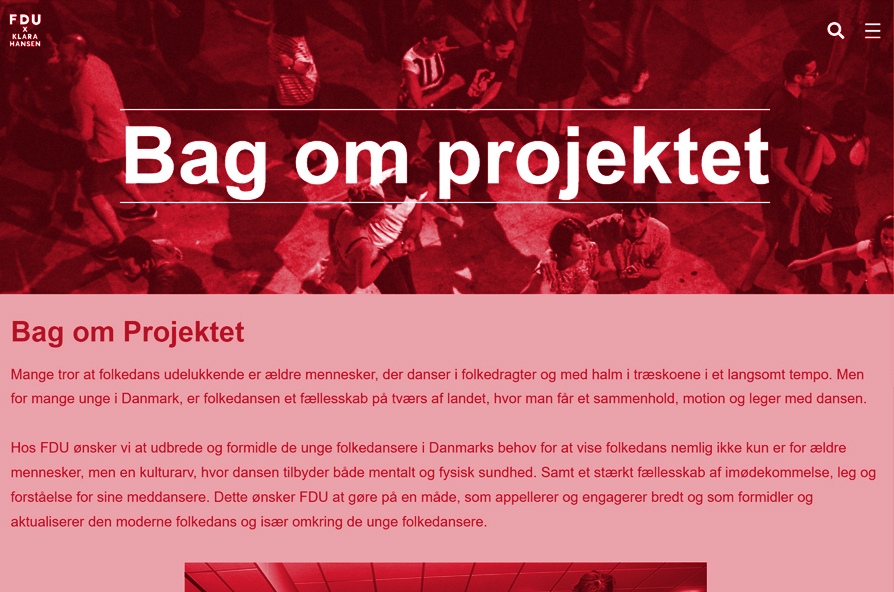 FDU
X
KLARA
HANSEN
Bag om projektet
Bag om Projektet
Mange tror at folkedans udelukkende er ældre mennesker, der danser i folkedragter og med halm i træskoene i et langsomt tempo. Men
for mange unge i Danmark, er folkedansen et fællesskab på tværs af landet, hvor man får et sammenhold, motion og leger med dansen.
Hos FDU ønsker vi at udbrede og formidle de unge folkedansere i Danmarks behov for at vise folkedans nemlig ikke kun er for ældre
mennesker, men en kulturarv, hvor dansen tilbyder både mentalt og fysisk sundhed. Samt et stærkt fællesskab af imødekommelse, leg og
forståelse for sine meddansere. Dette ønsker FDU at gøre på en måde, som appellerer og engagerer bredt og som formidler og
aktualiserer den moderne folkedans og især omkring de unge folkedansere.